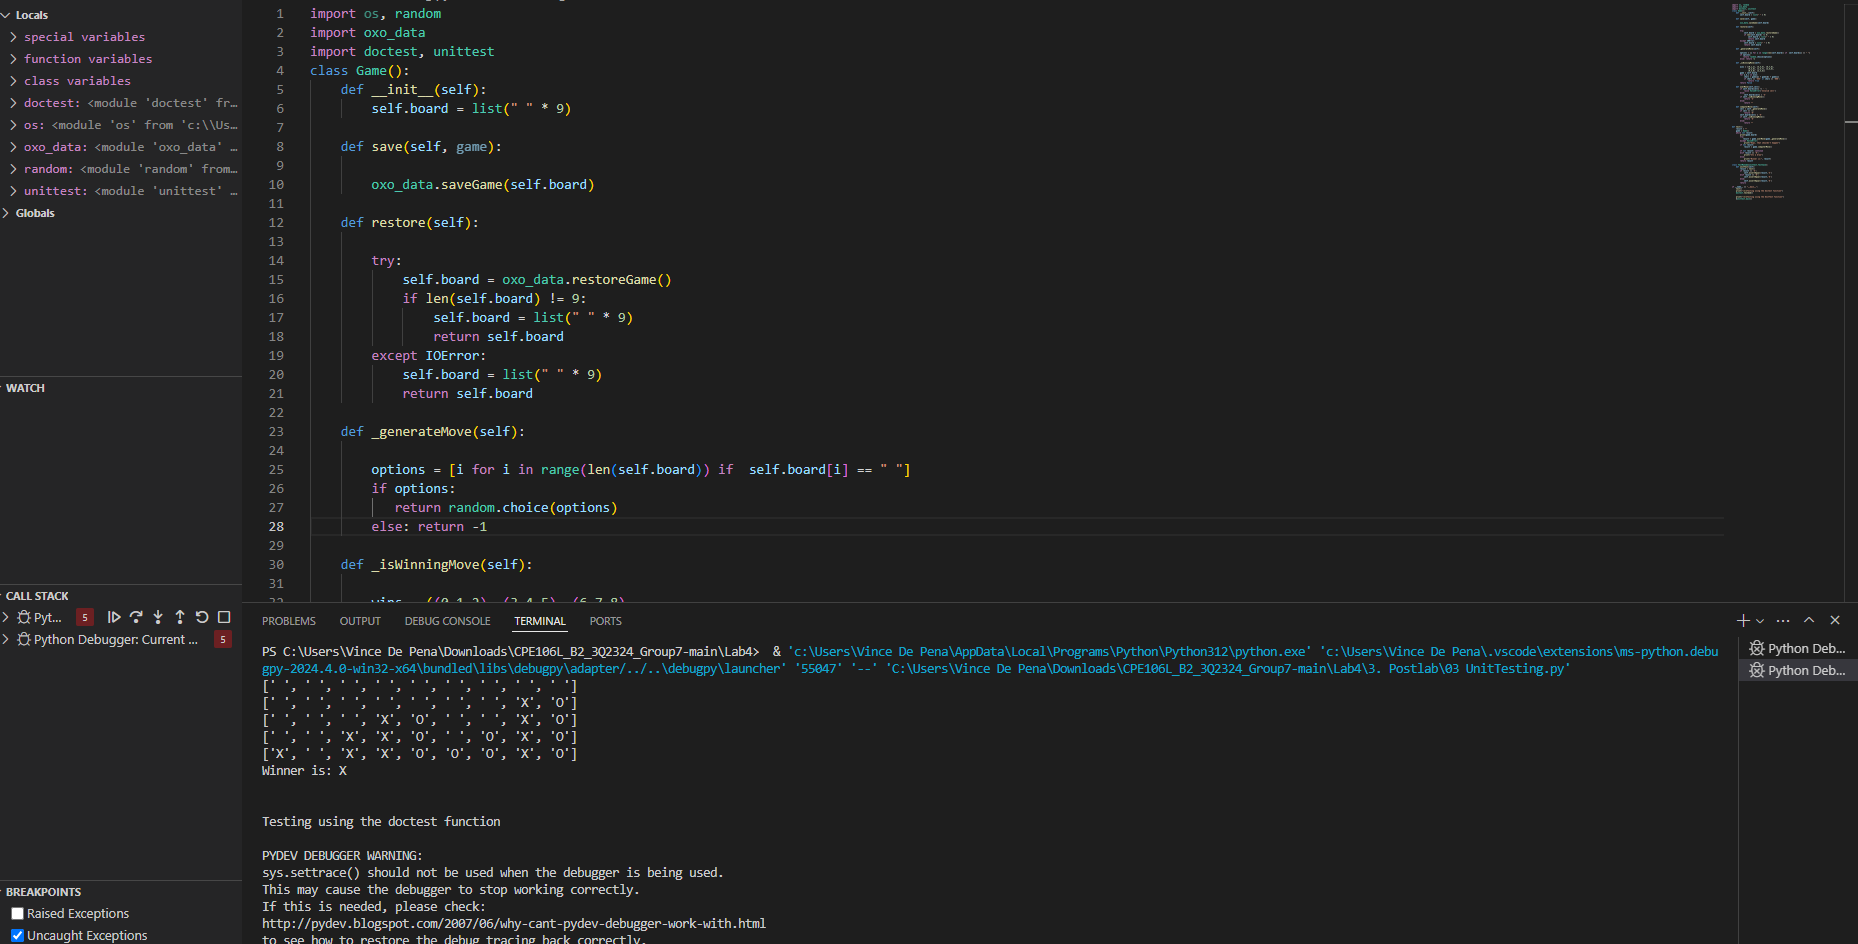 Locals
special variables
function variables
class variables
doctest: <module 'doctest' fr...
os: <module 'os' from 'c:\\Us...
oxo_data: <module 'oxo_data' ...
random: <module 'random' from...
unittest: <module 'unittest' ...
Globals
WATCH
CALL STACK
Pyt... 5
Python Debugger: Current ... 5
BREAKPOINTS
Raised Exceptions
Uncaught Exceptions
1 import os, random
2 import oxo_data
3 import doctest, unittest
4 class Game():
5 def __init__(self):
6 self.board = list(" " * 9)
7
8 def save(self, game):
9
10 oxo_data.saveGame(self.board)
11
12 def restore(self):
13
14 try:
15 self.board = oxo_data.restoreGame()
16 if len(self.board) != 9:
17 self.board = list(" " * 9)
18 return self.board
19 except IOError:
20 self.board = list(" " * 9)
21 return self.board
22
23 def _generateMove(self):
24
25 options = [i for i in range(len(self.board)) if  self.board[i] == " "]
26 if options:
27 return random.choice(options)
28 else: return -1
29
30 def _isWinningMove(self):
31
32 wins = ((0,1,2), (3,4,5), (6,7,8),
PROBLEMS OUTPUT DEBUG CONSOLE TERMINAL PORTS
PS C:\Users\Vince De Pena\Downloads\CPE106L_B2_3Q2324_Group7-main\Lab4>  & 'c:\Users\Vince De Pena\AppData\Local\Programs\Python\Python312\python.exe' 'c:\Users\Vince De Pena\.vscode\extensions\ms-python.debu
gpy-2024.4.0-win32-x64\bundled\libs\debugpy\adapter/../..\debugpy\launcher' '55047' '--' 'C:\Users\Vince De Pena\Downloads\CPE106L_B2_3Q2324_Group7-main\Lab4\3. Postlab\03 UnitTesting.py'
[' ', ' ', ' ', ' ', ' ', ' ', ' ', ' ', ' ']
[' ', ' ', ' ', ' ', ' ', ' ', ' ', 'X', 'O']
[' ', ' ', ' ', 'X', 'O', ' ', ' ', 'X', 'O']
[' ', ' ', 'X', 'X', 'O', ' ', 'O', 'X', 'O']
['X', ' ', 'X', 'X', 'O', 'O', 'O', 'X', 'O']
Winner is: X
Testing using the doctest function
PYDEV DEBUGGER WARNING:
sys.settrace() should not be used when the debugger is being used.
This may cause the debugger to stop working correctly.
If this is needed, please check:
http://pydev.blogspot.com/2007/06/why-cant-pydev-debugger-work-with.html
to see how to restore the debug tracing back correctly.
Python Deb...
Python Deb...